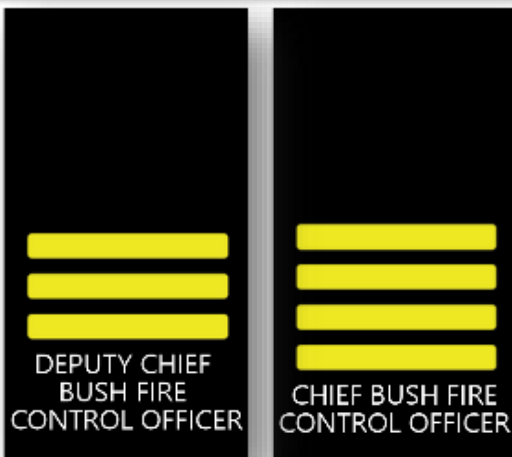 DEPUTY CHIEF
BUSH FIRE
CONTROL OFFICER
CHIEF BUSH FIRE
CONTROL OFFICER